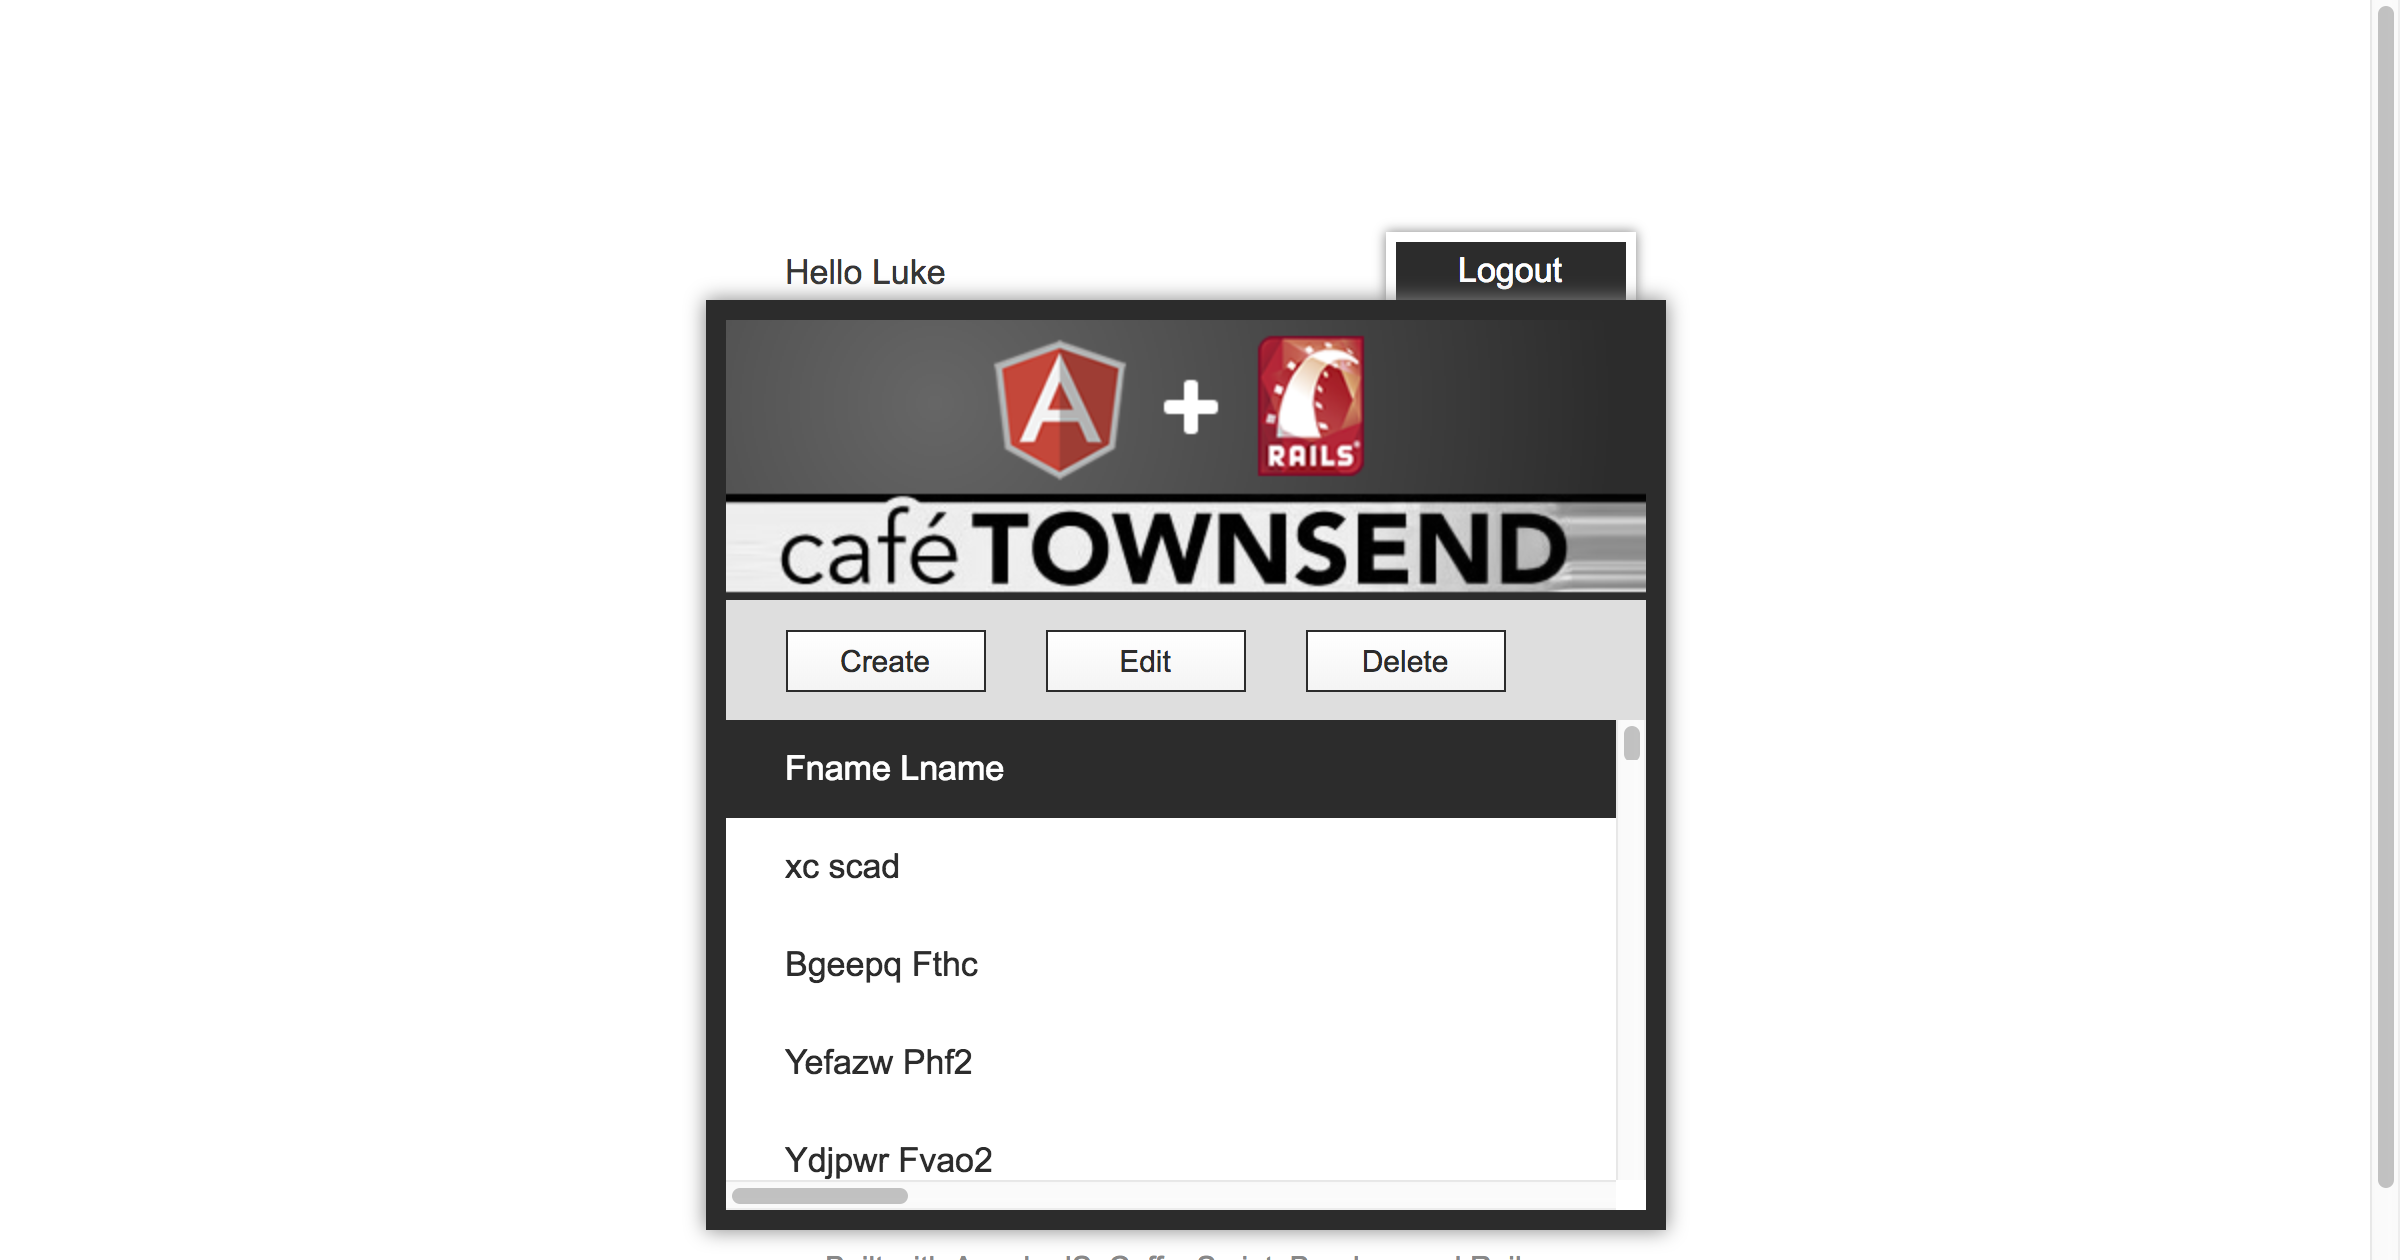 Hello Luke
Logout
A
RAILS
café TOWNSEND
Create
Edit
Delete
Fname Lname
xc scad
Bgeepq Fthc
Yefazw Phf2
Ydjpwr Fvao2